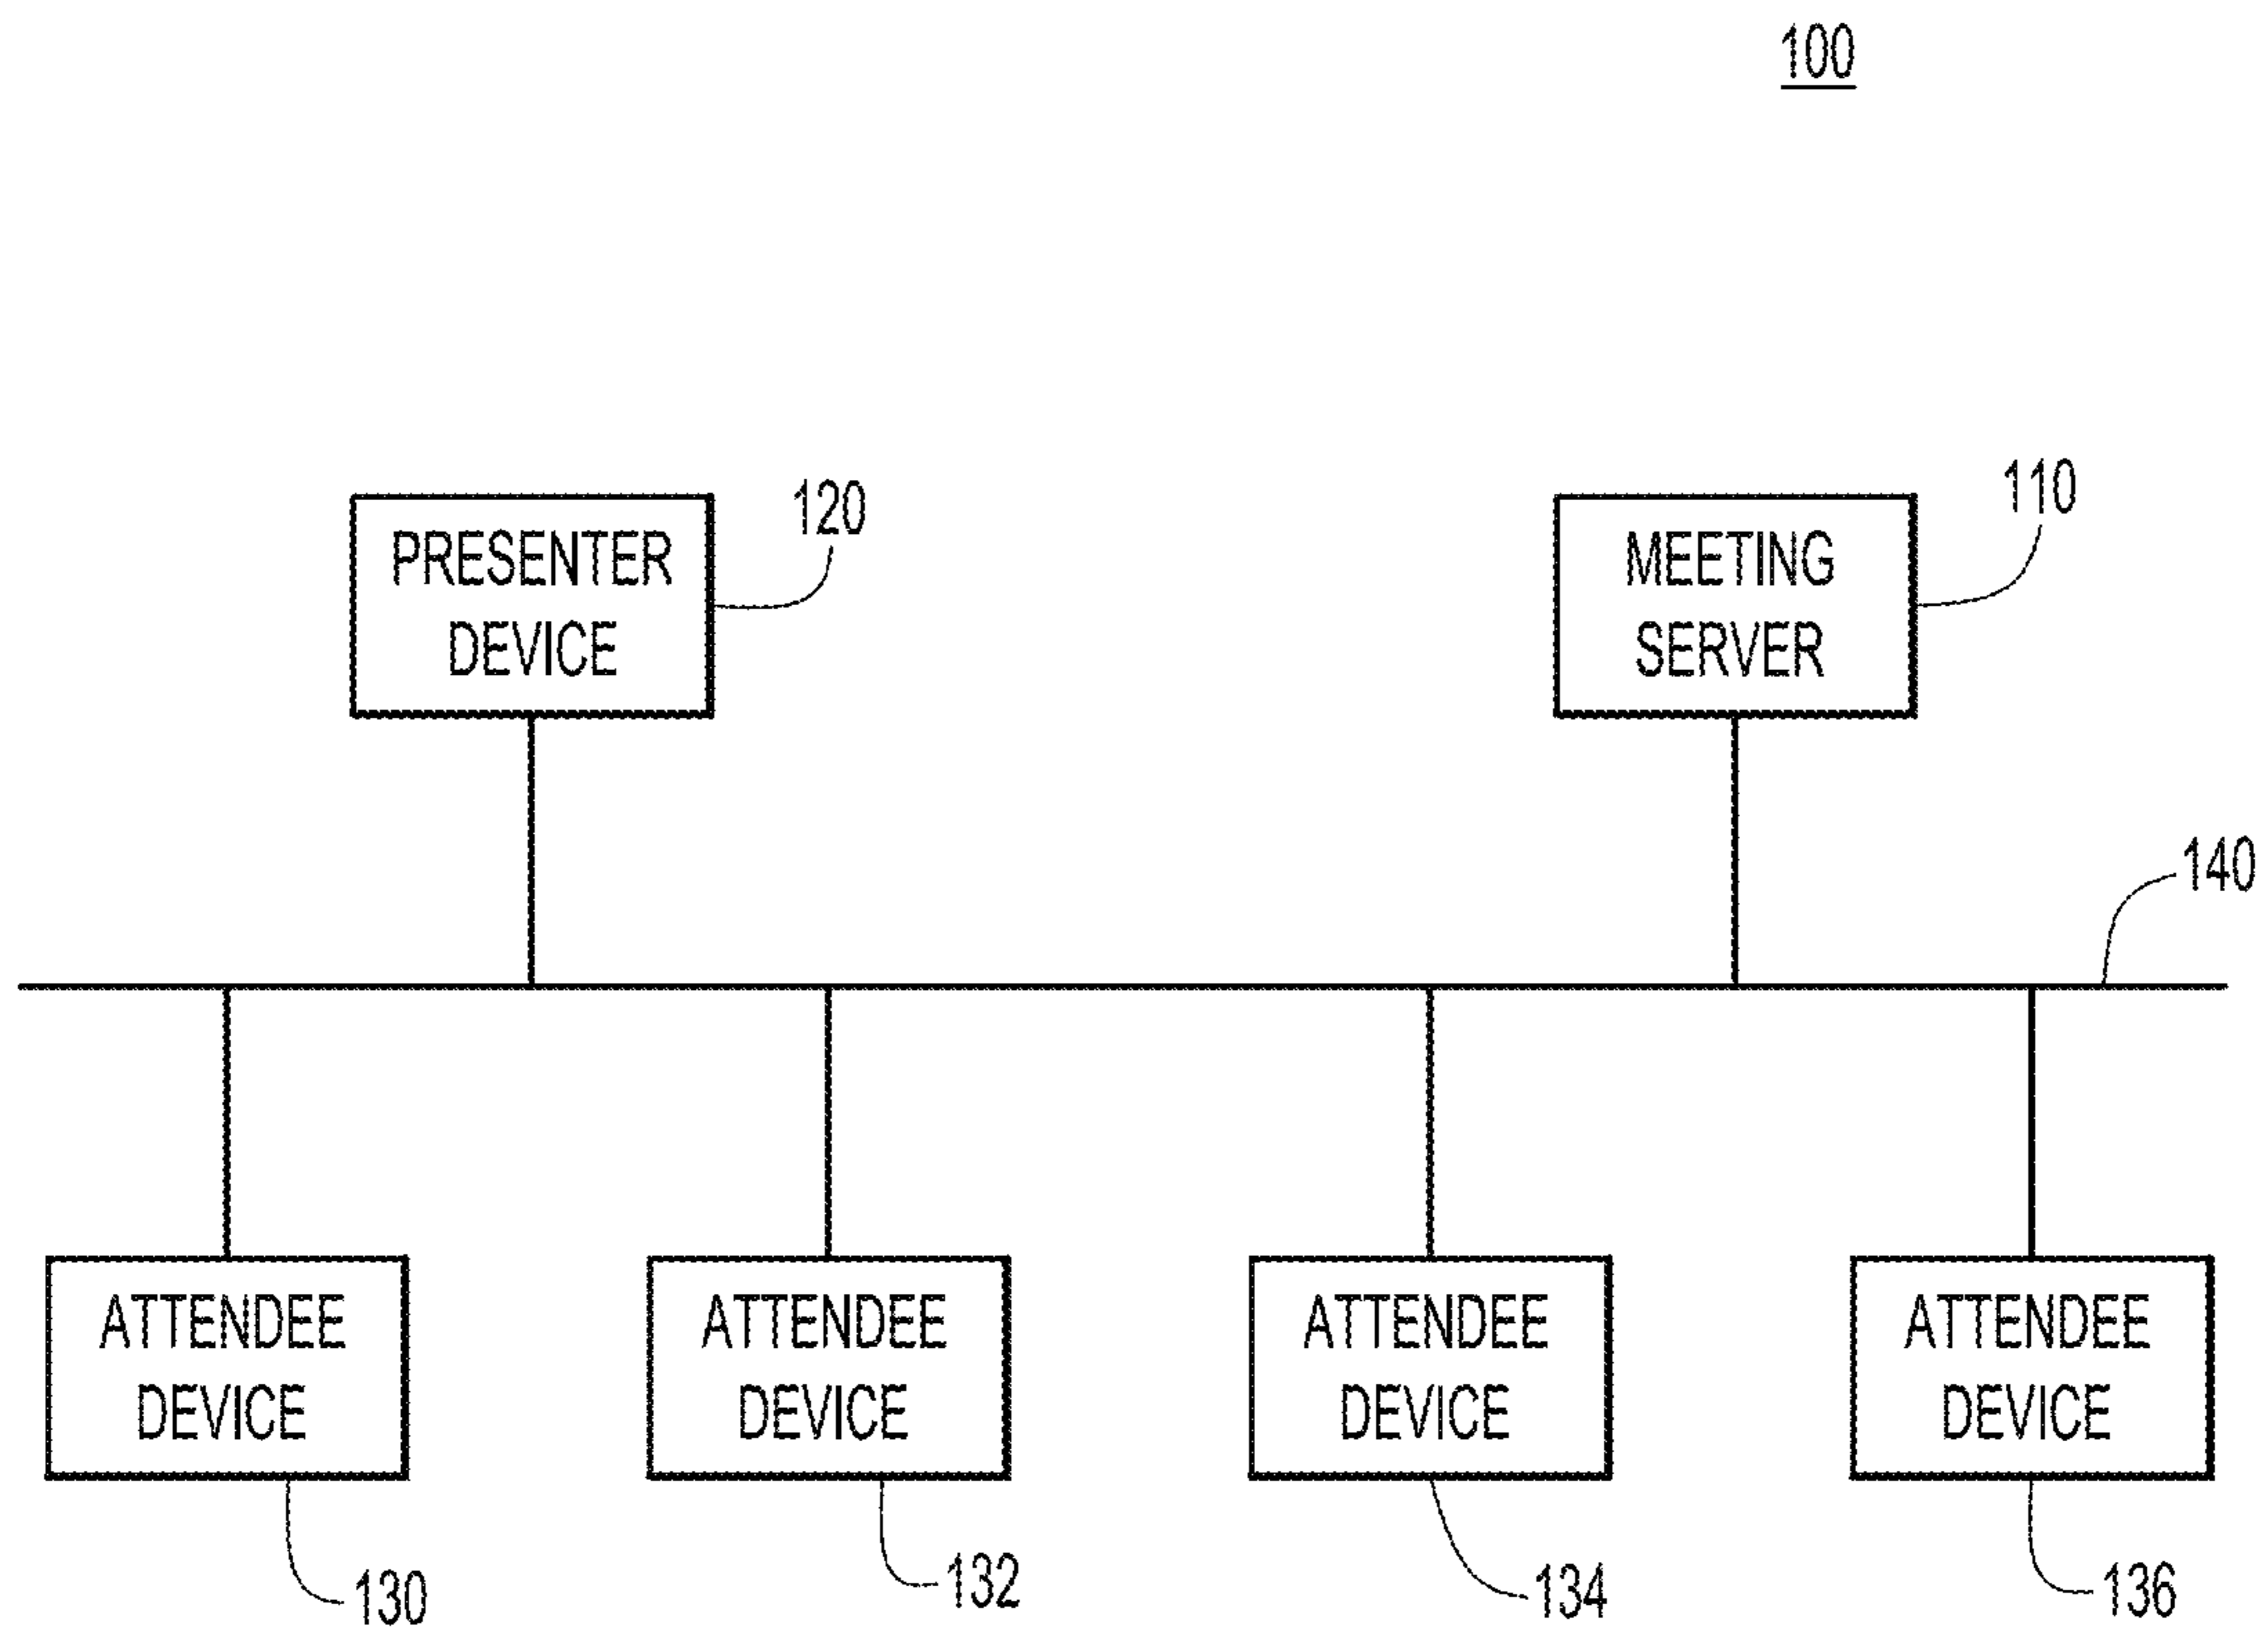 100
PRESENTER
DEVICE
120
MEETING
SERVER
110
140
ATTENDEE
DEVICE
130
ATTENDEE
DEVICE
132
ATTENDEE
DEVICE
134
ATTENDEE
DEVICE
136